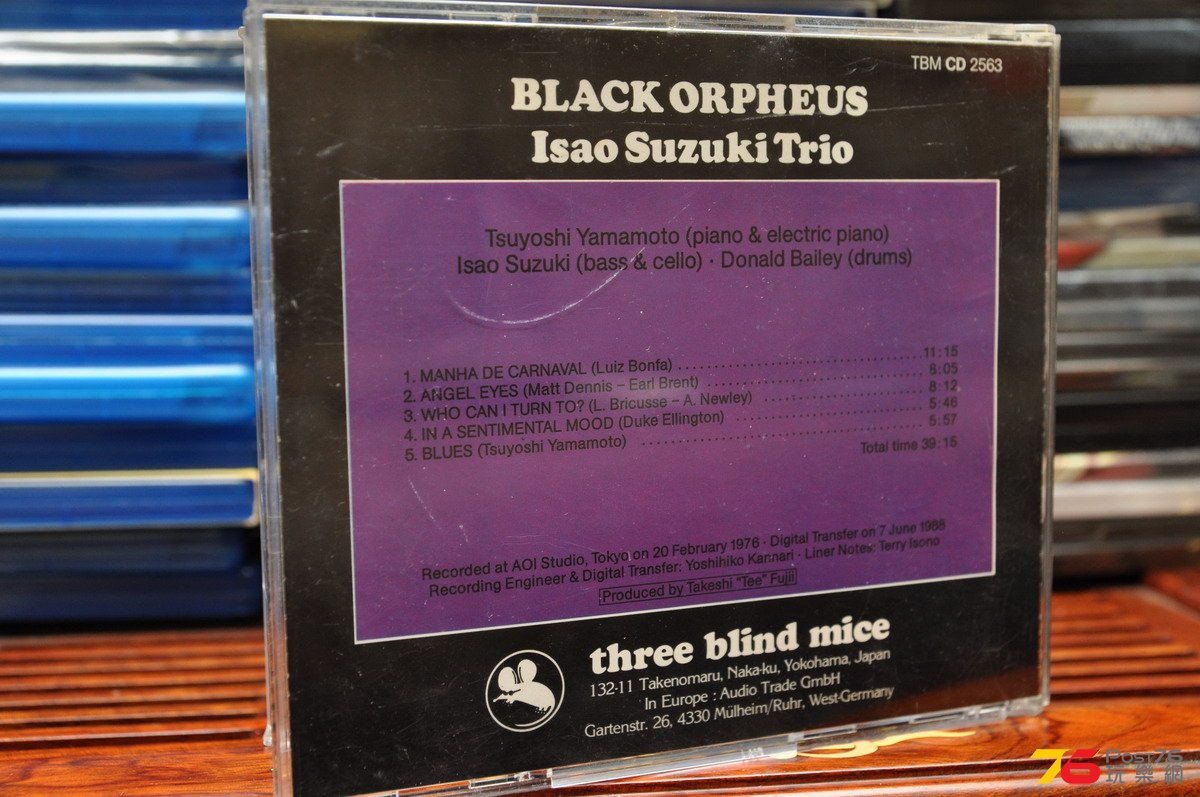 TBM CD 2563
BLACK ORPHEUS
Isao Suzuki Trio
Tsuyoshi Yamamoto (piano & electric piano)
Isao Suzuki (bass & cello) · Donald Bailey (drums)
1. MANHA DE CARNAVAL (Luiz Bonfa) 11:15
2. ANGEL EYES (Matt Dennis – Earl Brent) 8:05
3. WHO CAN I TURN TO? (L. Bricusse – A. Newley) 8:12
4. IN A SENTIMENTAL MOOD (Duke Ellington) 5:46
5. BLUES (Tsuyoshi Yamamoto) 5:57
Total time 39:15
Recorded at AOI Studio, Tokyo on 20 February 1976 · Digital Transfer on 7 June 1988
Recording Engineer & Digital Transfer: Yoshihiko Kannari · Liner Notes: Terry Isono
Produced by Takeshi "Tee" Fujii
three blind mice
132-11 Takenomaru, Naka-ku, Yokohama, Japan
In Europe : Audio Trade GmbH
Gartenstr. 26, 4330 Mülheim/Ruhr, West-Germany
76 Post76
玩樂網